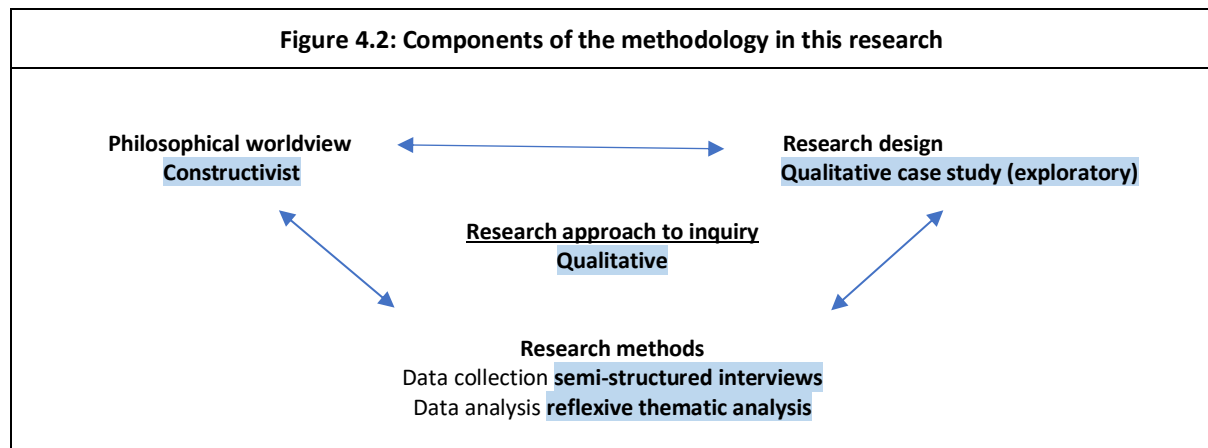 Figure 4.2: Components of the methodology in this research
Philosophical worldview
Constructivist
Research design
Qualitative case study (exploratory)
Research approach to inquiry
Qualitative
Research methods
Data collection semi-structured interviews
Data analysis reflexive thematic analysis